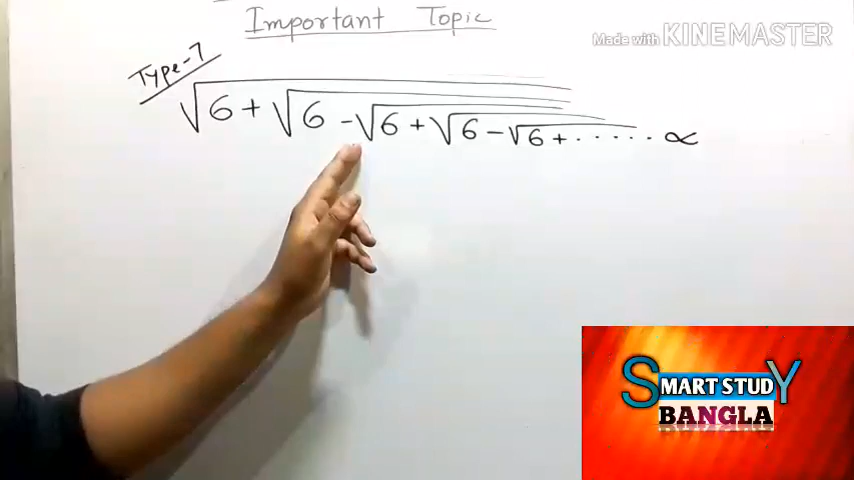 Important Topic
Made with KINEMASTER
Type-7
√6 + √6 - √6 + √6 - √6 + ...... ∝
SMART STUDY
BANGLA